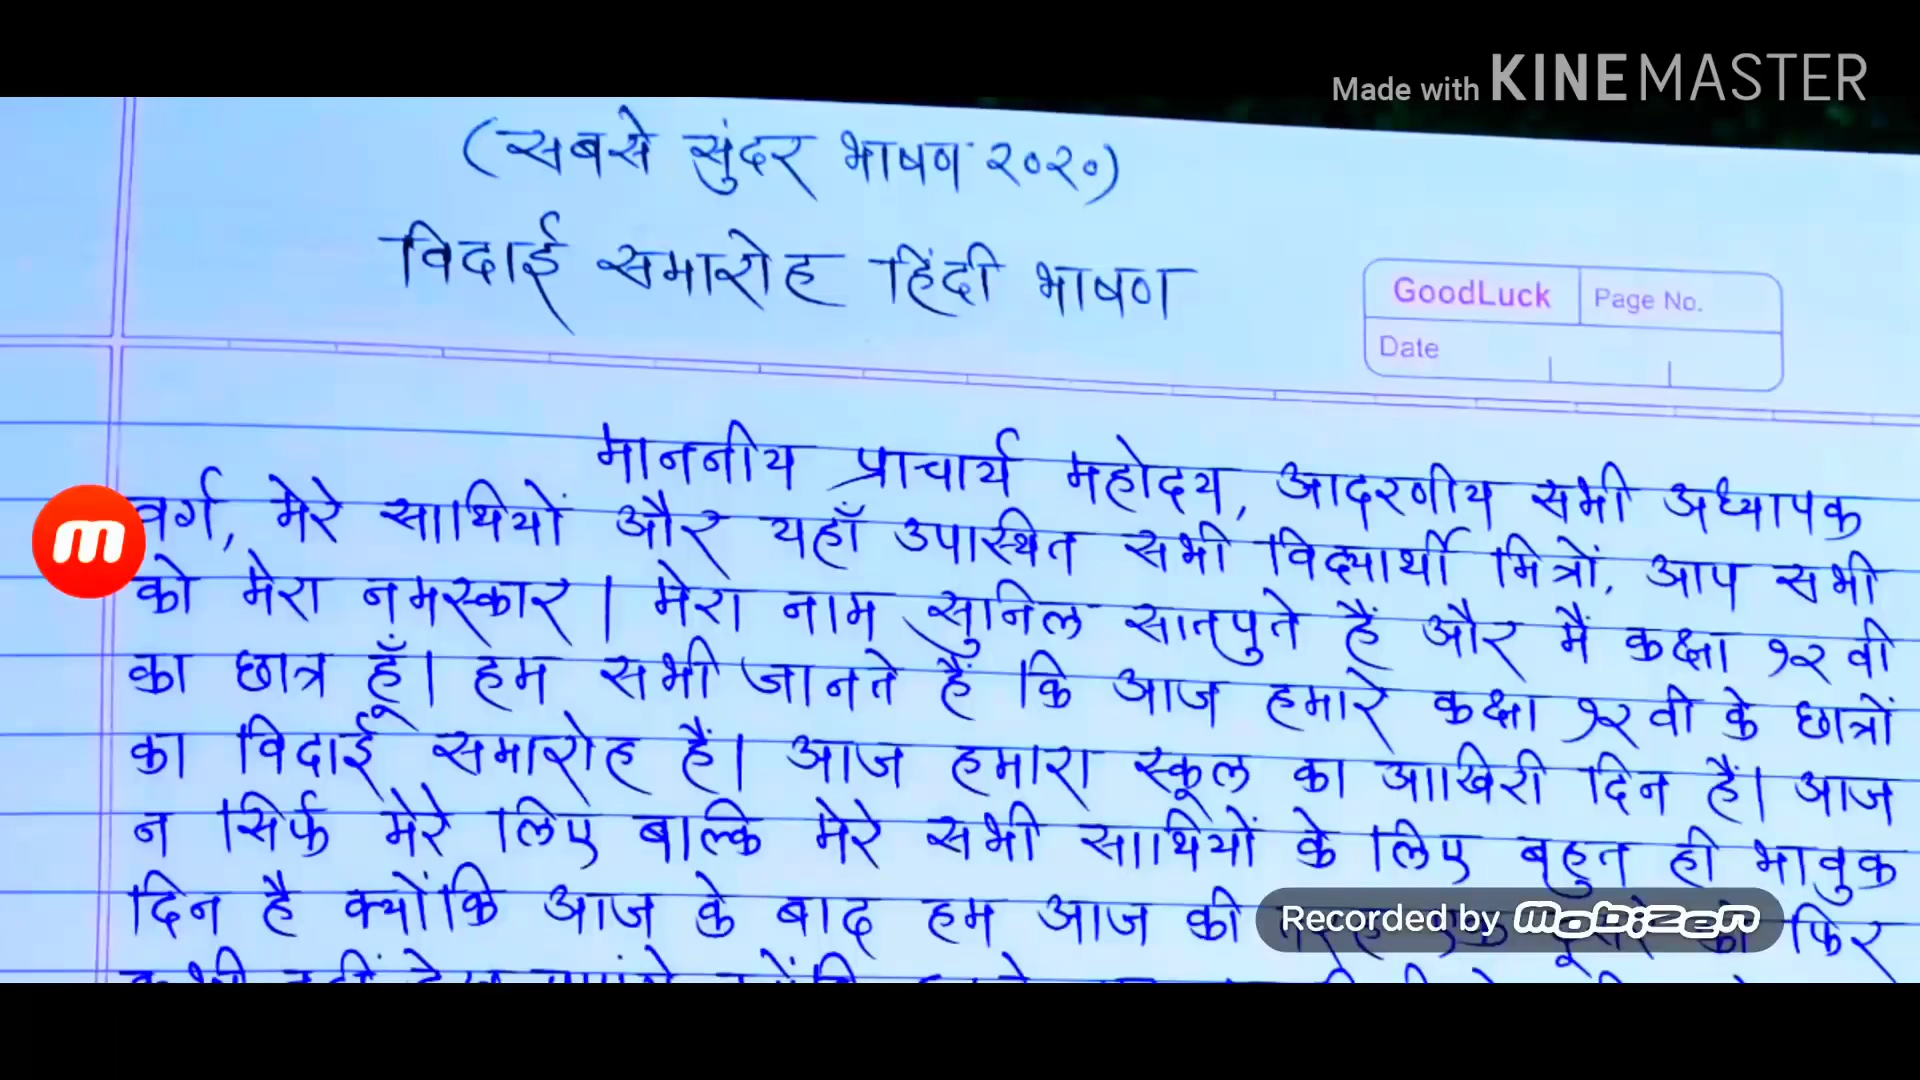 Made with KINEMASTER
(सबसे सुंदर भाषण २०२०)
विदाई समारोह हिंदी भाषण
GoodLuck
Page No.
Date
माननीय प्राचार्य महोदय, आदरणीय सभी अध्यापक
वर्ग, मेरे साथियों और यहाँ उपास्थित सभी विद्यार्थी मित्रों, आप सभी
को मेरा नमस्कार । मेरा नाम सुनिल सातपुते हैं और मैं कक्षा १२ वी
का छात्र हूँ। हम सभी जानते हैं कि आज हमारे कक्षा १२ वी के छात्रों
का विदाई समारोह हैं। आज हमारा स्कूल का आखिरी दिन हैं। आज
न सिर्फ मेरे लिए बाल्कि मेरे सभी साथियों के लिए बहुत ही भावुक
दिन है क्योंकि आज के बाद हम आज की फिर
m
Recorded by mobizen